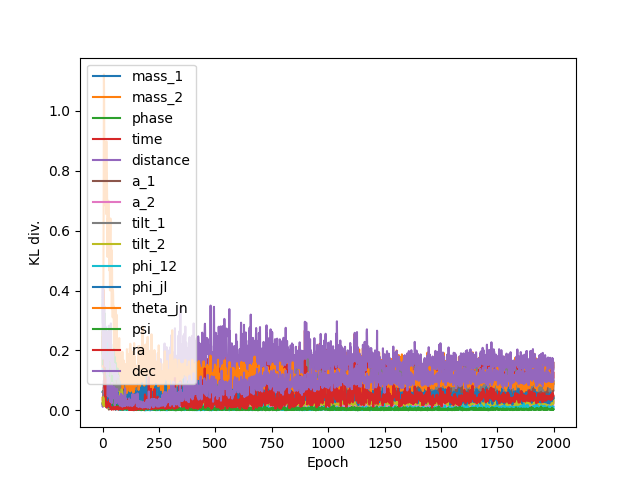 mass_1
mass_2
phase
time
distance
a_1
a_2
tilt_1
tilt_2
phi_12
phi_jl
theta_jn
psi
ra
dec
KL div.
1.0
0.8
0.6
0.4
0.2
0.0
0 250 500 750 1000 1250 1500 1750 2000
Epoch